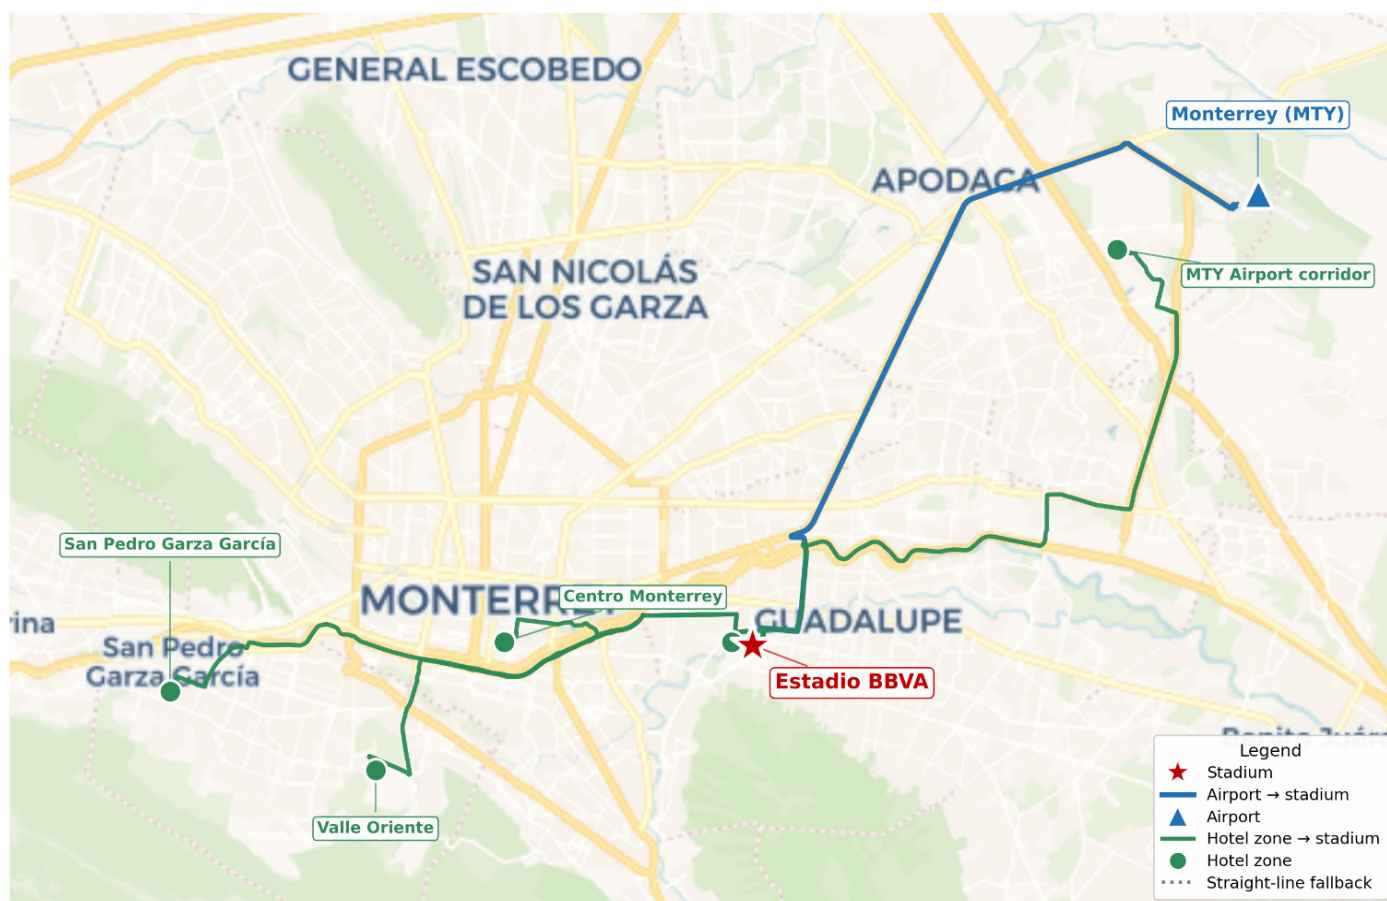 GENERAL ESCOBEDO
Monterrey (MTY)
APODACA
SAN NICOLÁS
DE LOS GARZA
MTY Airport corridor
San Pedro Garza García
MONTERRE
Centro Monterrey
GUADALUPE
rina
San Pedro
Garza García
Estadio BBVA
Valle Oriente
Legend
Stadium
Airport → stadium
Airport
Hotel zone → stadium
Hotel zone
Straight-line fallback